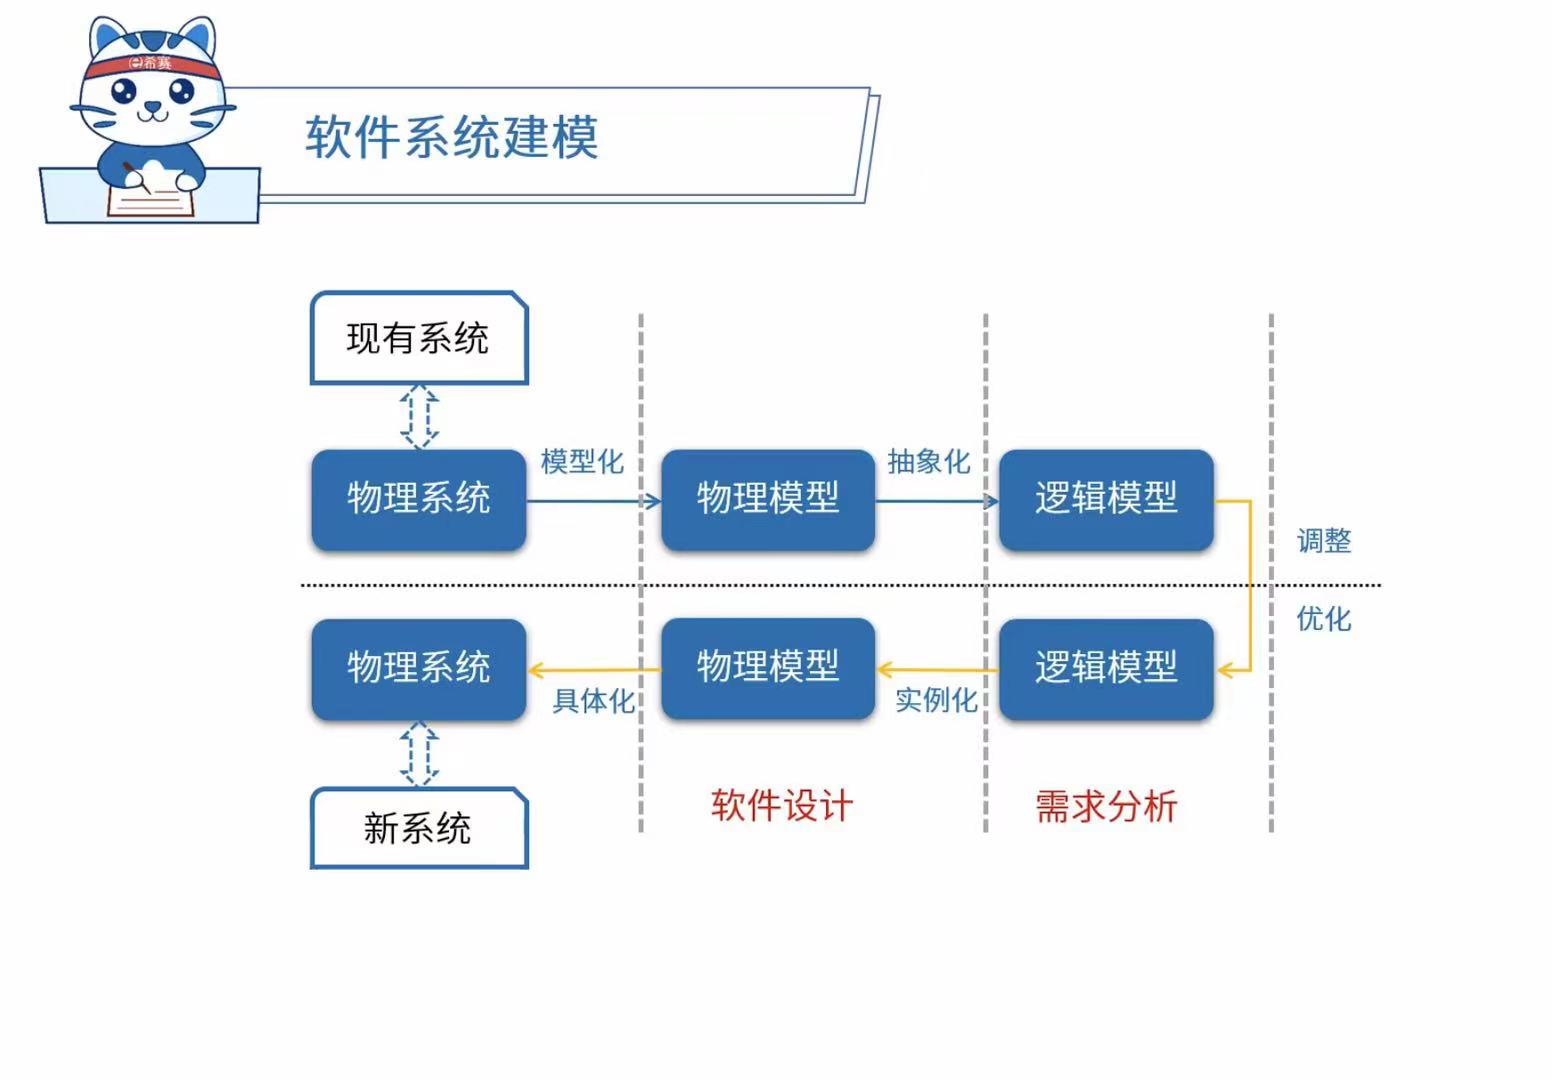 e希赛
软件系统建模
现有系统
物理系统
模型化
物理模型
抽象化
逻辑模型
调整
优化
物理系统
具体化
物理模型
实例化
逻辑模型
新系统
软件设计
需求分析